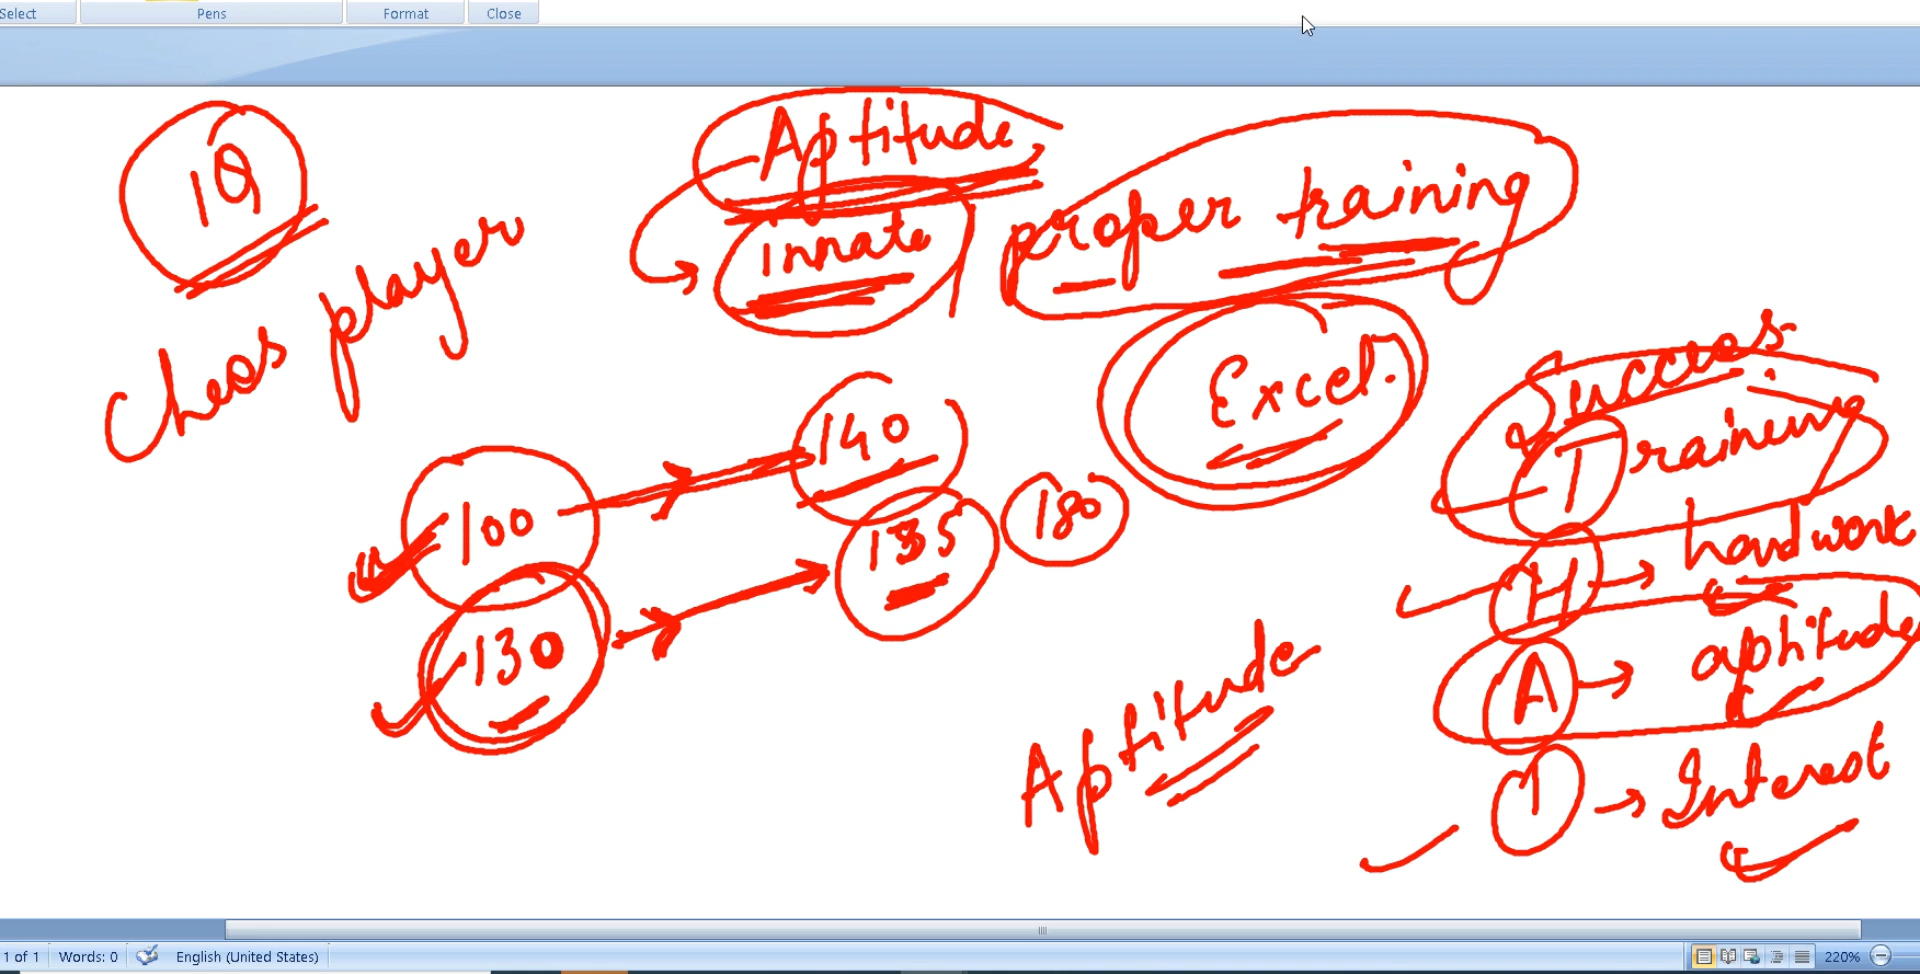 Select Pens Format Close
IQ
Chess player
Aptitude
innate
proper training
Excel.
100 140
130 135 180
Success
Training
H → hardwork
A → aptitude
I → Interest
Aptitude
1 of 1 Words: 0 English (United States) 220%